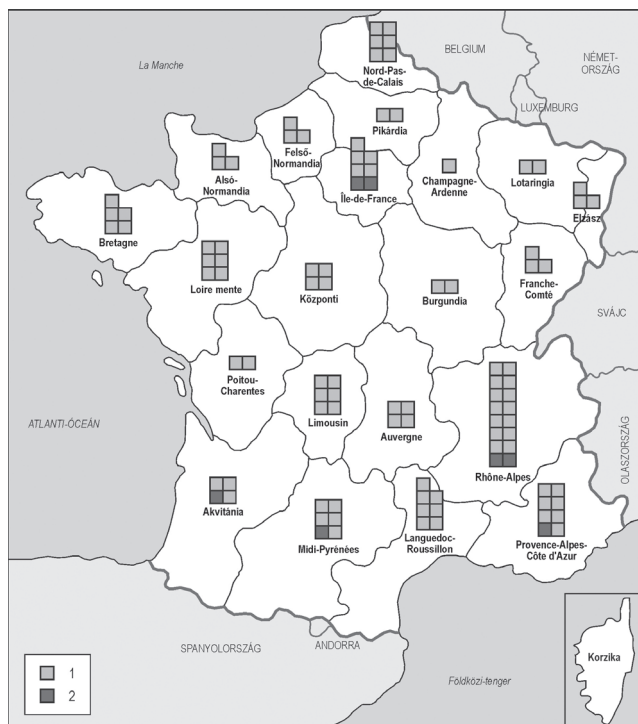 BELGIUM
NÉMET-
ORSZÁG
La Manche
Nord-Pas-
de-Calais
LUXEMBURG
Pikárdia
Felső-
Normandia
Alsó-
Normandia
Île-de-France
Champagne-
Ardenne
Lotaringia
Elzász
Bretagne
Loire mente
Központi
Burgundia
Franche-
Comté
SVÁJC
Poitou-
Charentes
Limousin
Auvergne
ATLANTI-ÓCEÁN
OLASZORSZÁG
Rhône-Alpes
Akvitánia
Midi-Pyrénées
Languedoc-
Roussillon
Provence-Alpes-
Côte d'Azur
SPANYOLORSZÁG
ANDORRA
Korzika
1
2
Földközi-tenger